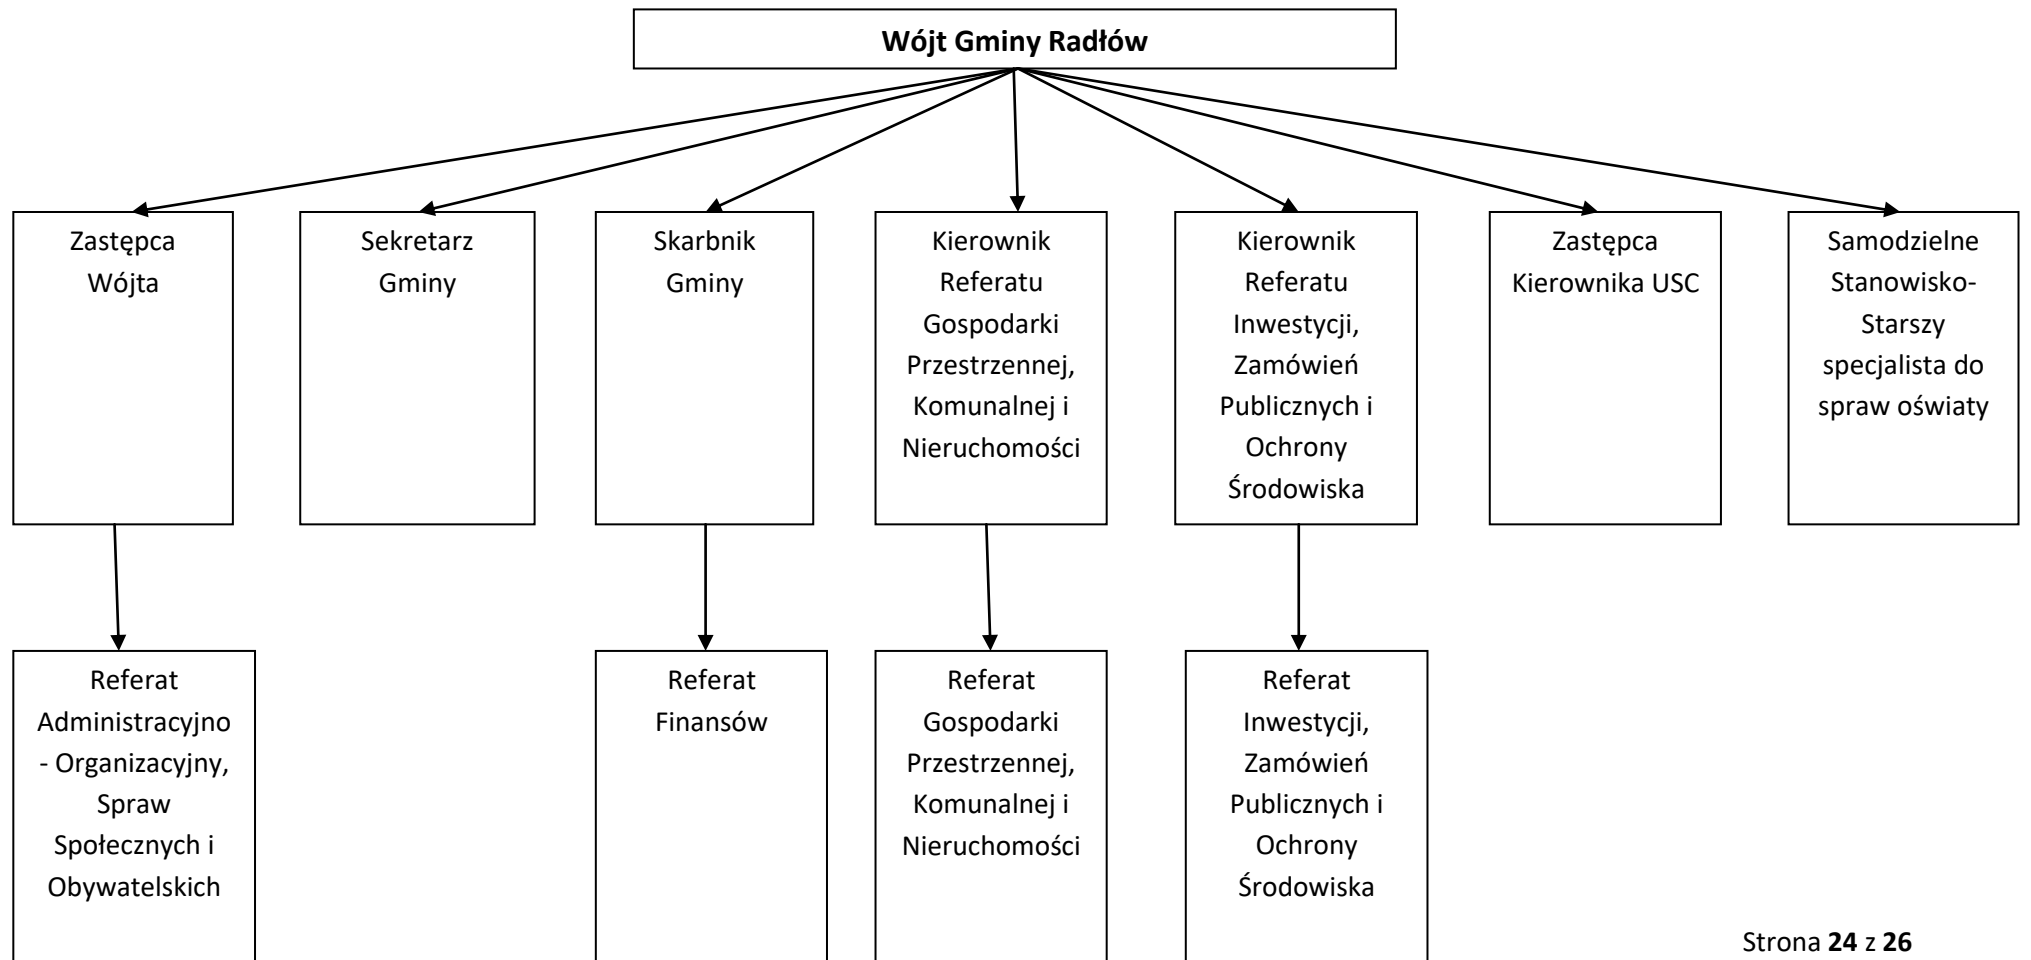 Wójt Gminy Radłów
Zastępca
Wójta
Sekretarz
Gminy
Skarbnik
Gminy
Kierownik
Referatu
Gospodarki
Przestrzennej,
Komunalnej i
Nieruchomości
Kierownik
Referatu
Inwestycji,
Zamówień
Publicznych i
Ochrony
Środowiska
Zastępca
Kierownika USC
Samodzielne
Stanowisko-
Starszy
specjalista do
spraw oświaty
Referat
Administracyjno
- Organizacyjny,
Spraw
Społecznych i
Obywatelskich
Referat
Finansów
Referat
Gospodarki
Przestrzennej,
Komunalnej i
Nieruchomości
Referat
Inwestycji,
Zamówień
Publicznych i
Ochrony
Środowiska
Strona 24 z 26